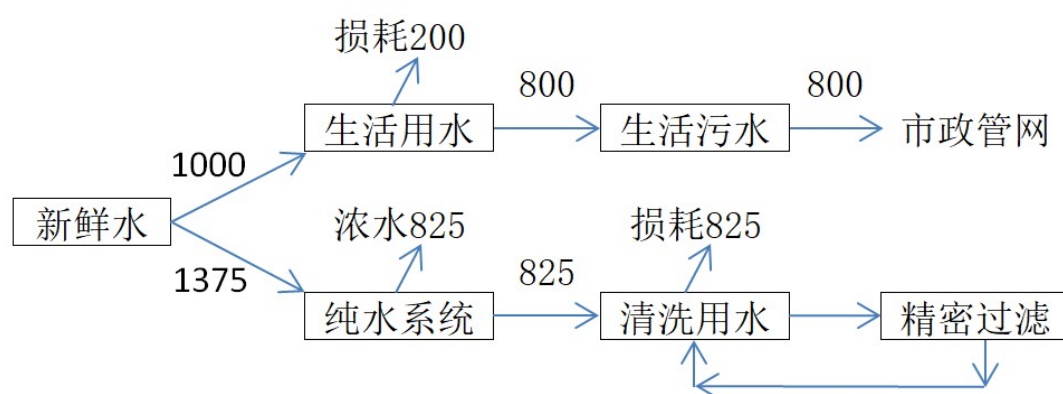 损耗200
800
800
生活用水
生活污水
市政管网
1000
新鲜水
浓水825
损耗825
1375
825
纯水系统
清洗用水
精密过滤